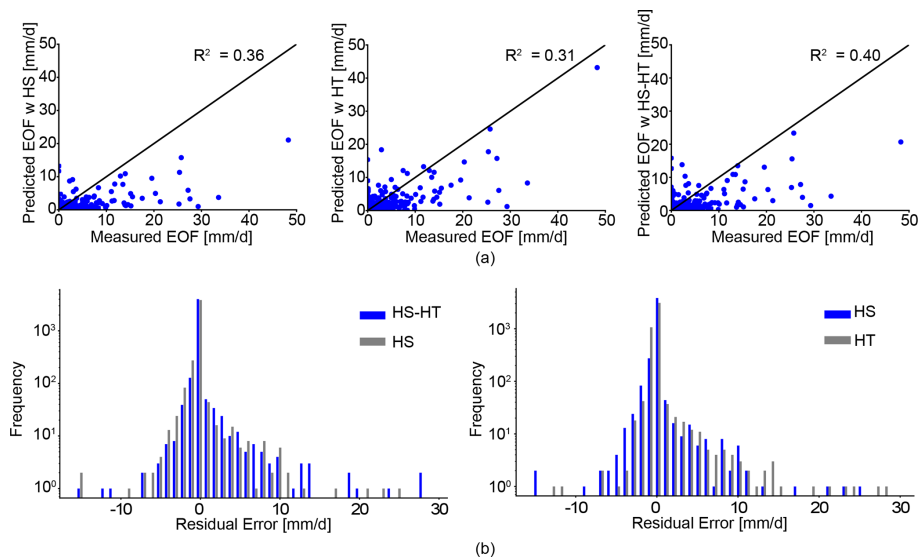 Predicted EOF w HS [mm/d]
50
40
30
20
10
0
R² = 0.36
0 10 20 30 40 50
Measured EOF [mm/d]
Predicted EOF w HT [mm/d]
50
40
30
20
10
0
R² = 0.31
0 10 20 30 40 50
Measured EOF [mm/d]
Predicted EOF w HS-HT [mm/d]
50
40
30
20
10
0
R² = 0.40
0 10 20 30 40 50
Measured EOF [mm/d]
(a)
Frequency
10³
10²
10¹
10⁰
HS-HT
HS
-10 0 10 20 30
Residual Error [mm/d]
Frequency
10³
10²
10¹
10⁰
HS
HT
-10 0 10 20 30
Residual Error [mm/d]
(b)